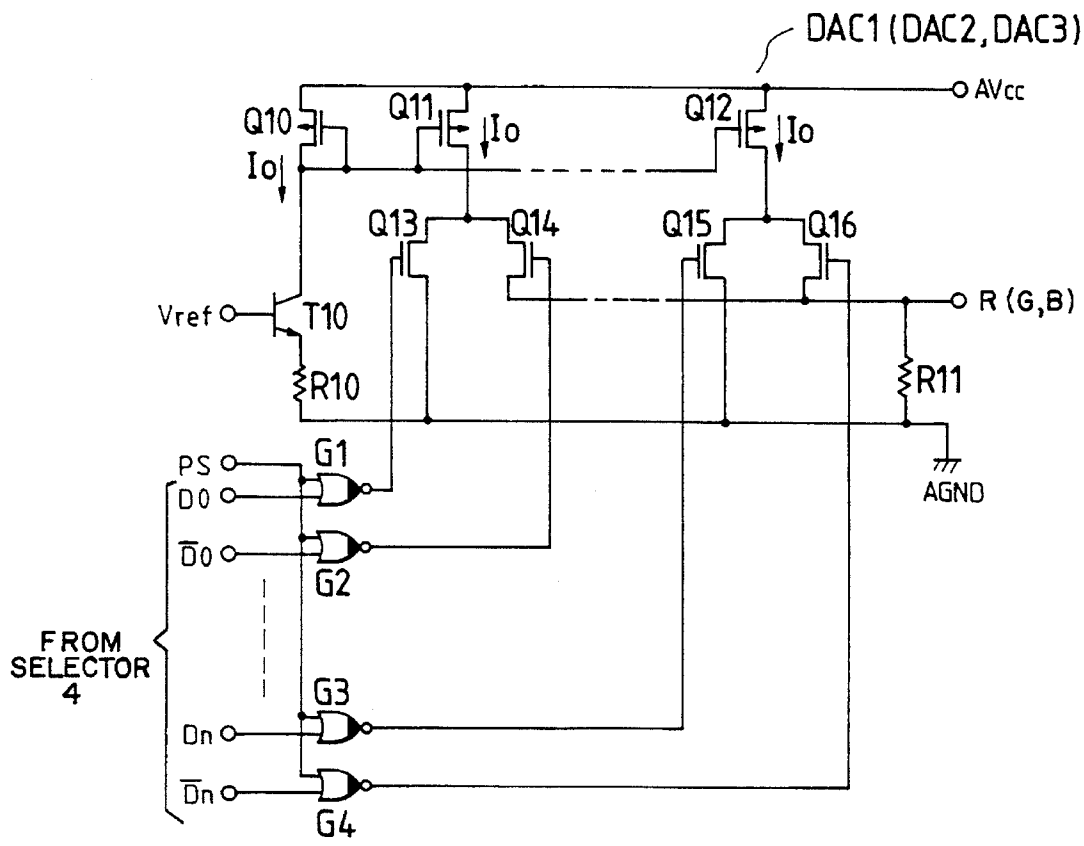 DAC1 (DAC2, DAC3)
AVcc
Q10
Q11
Io
Q12
Io
Io
Q13
Q14
Q15
Q16
Vref
T10
R (G,B)
R10
R11
PS
G1
D0
AGND
D̅0
G2
FROM
SELECTOR
4
G3
Dn
D̅n
G4